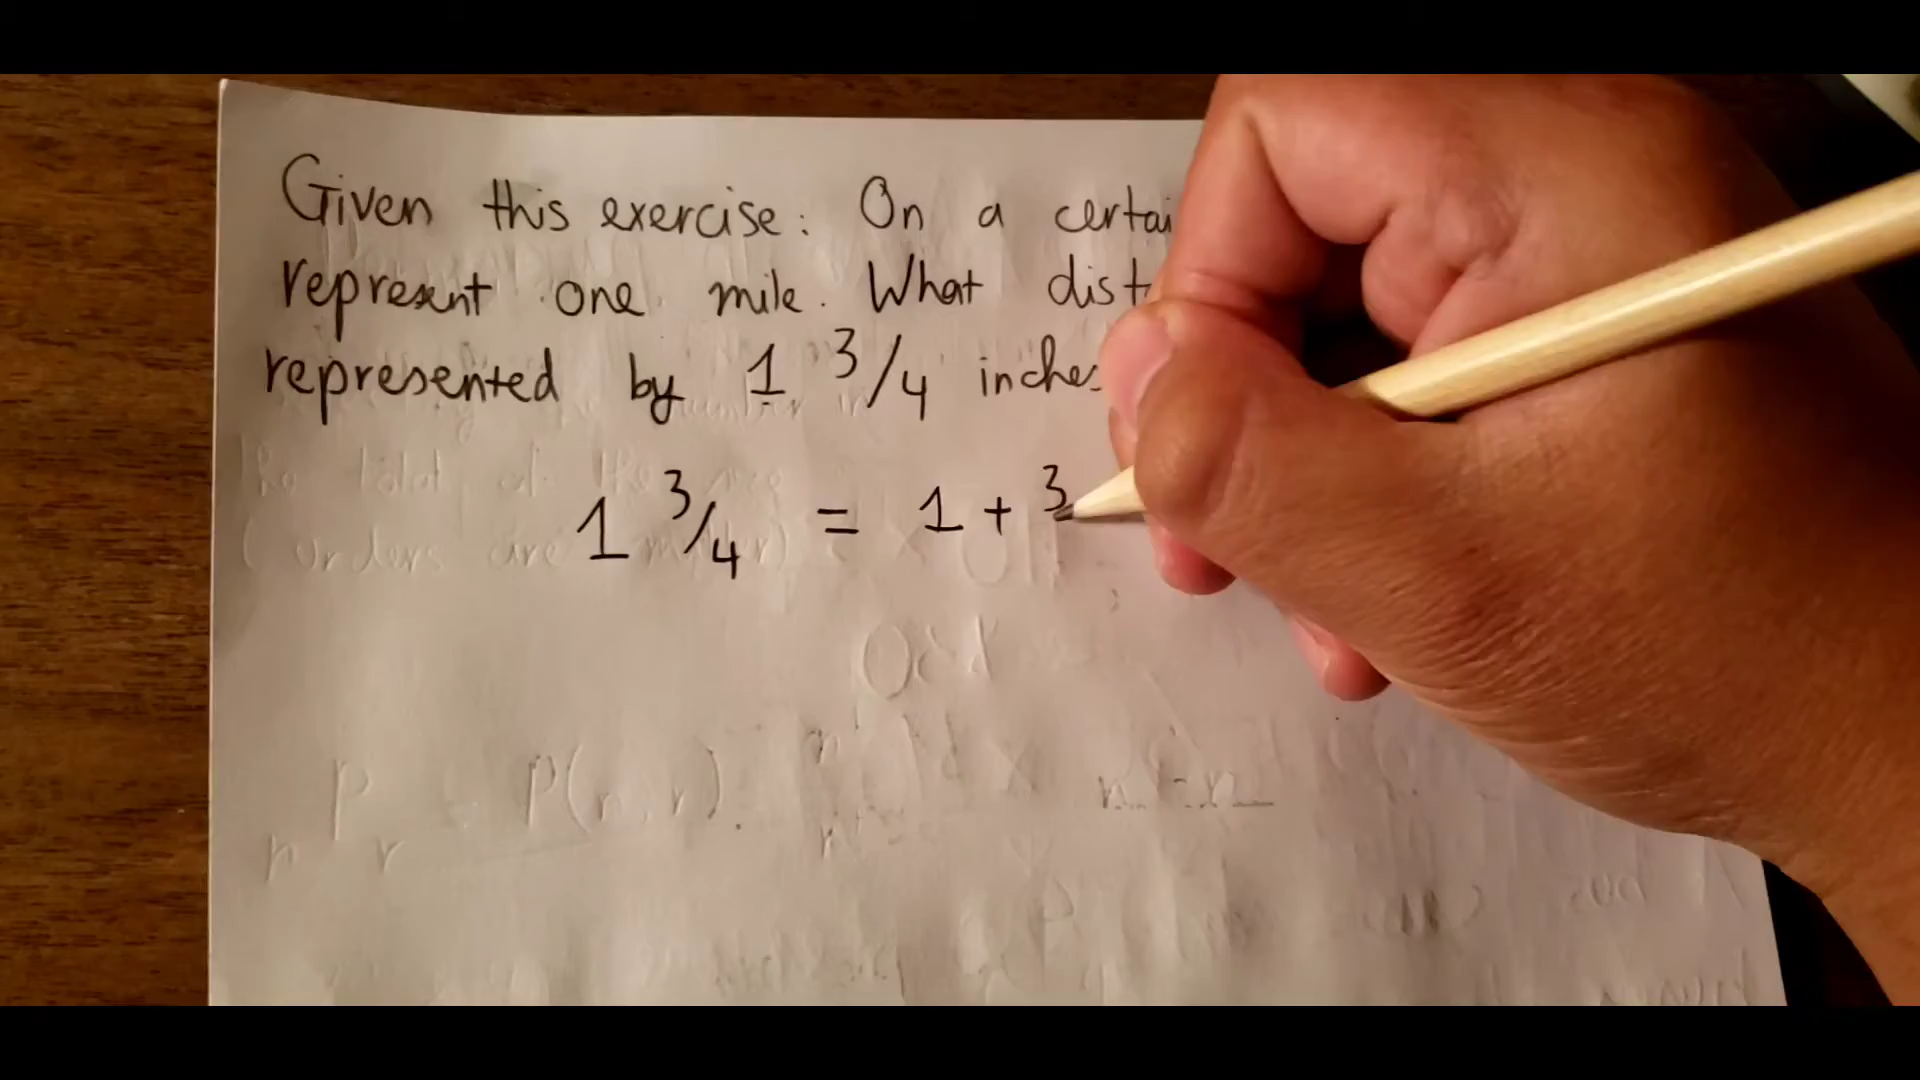 Given this exercise: On a certai
represent one mile. What dist
represented by 1 3/4 inches
1 3/4 = 1 + 3